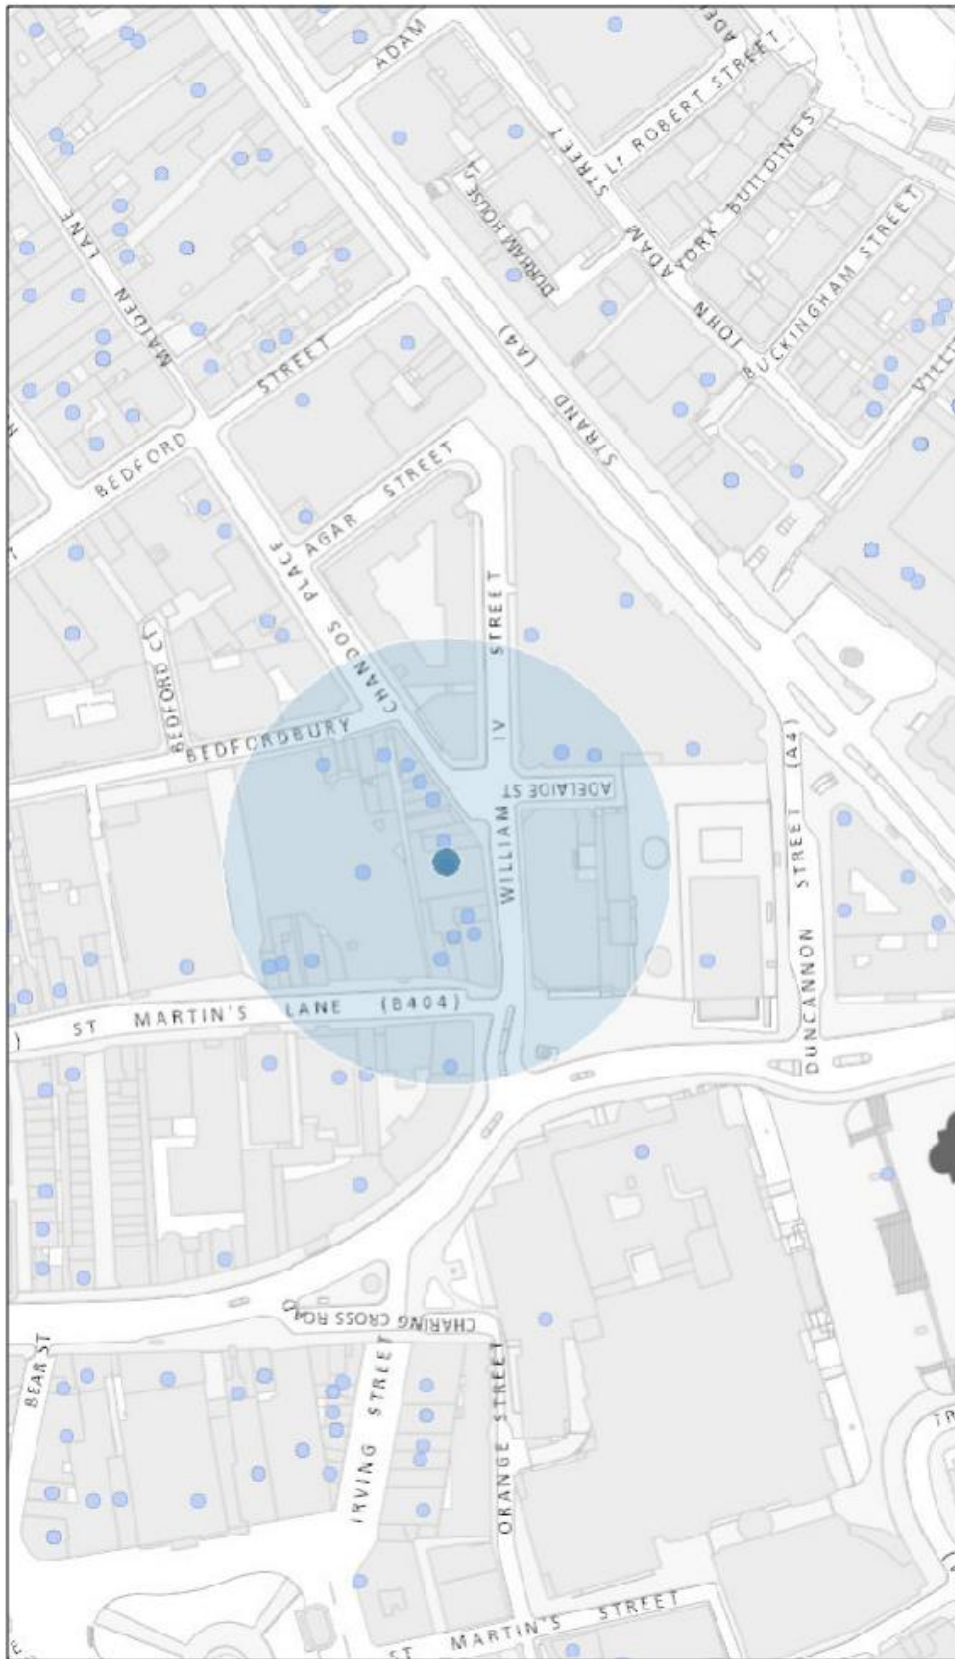 ADAM
LR ROBERT STREET
STREET
YORK BUILDINGS
DURHAM HOUSE ST
ADAM
BUCKINGHAM STREET
MAIDEN LANE
JOHN
(A4)
STREET
STRAND
BEDFORD
AGAR STREET
PLACE
STREET
CHANDOS
BEDFORD CT
BEDFORDBURY
IV
(A4)
ADELAIDE ST
WILLIAM
STREET
ST MARTIN'S LANE (B404)
DUNCANNON
CHARING CROSS ROAD
BEAR ST
IRVING STREET
ORANGE STREET
ST MARTIN'S STREET